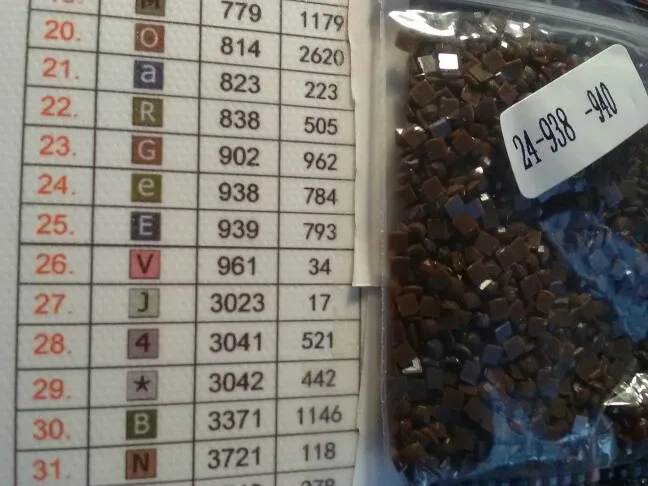 M 779 1179
20. O 814 2620
21. a 823 223
22. R 838 505
23. G 902 962
24. e 938 784
25. E 939 793
26. V 961 34
27. J 3023 17
28. 4 3041 521
29. * 3042 442
30. B 3371 1146
31. N 3721 118
24-938 -940